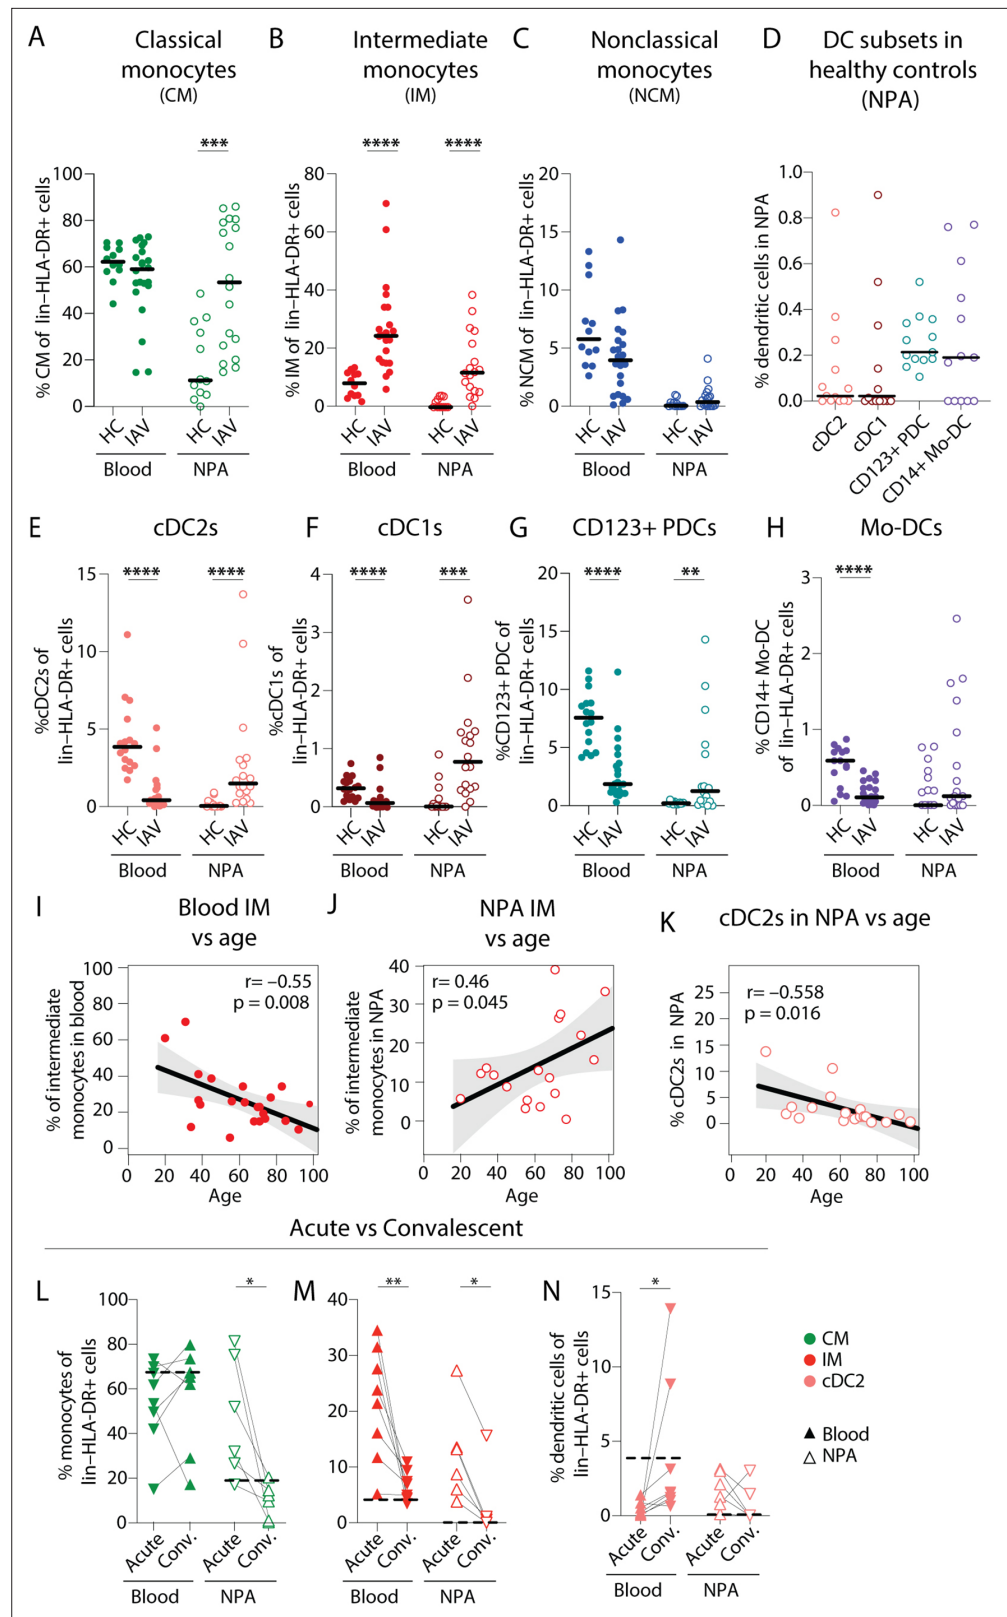 A
Classical
monocytes
(CM)
B
Intermediate
monocytes
(IM)
C
Nonclassical
monocytes
(NCM)
D
DC subsets in
healthy controls
(NPA)
% CM of lin−HLA-DR+ cells
100
80
60
40
20
0
***
HC
IAV
HC
IAV
Blood
NPA
% IM of lin−HLA-DR+ cells
80
60
40
20
0
****
****
HC
IAV
HC
IAV
Blood
NPA
% NCM of lin−HLA-DR+ cells
20
15
10
5
0
HC
IAV
HC
IAV
Blood
NPA
% dendritic cells in NPA
1.0
0.8
0.6
0.4
0.2
0.0
cDC2
cDC1
CD123+ PDC
CD14+ Mo-DC
E
cDC2s
%cDC2s of
lin−HLA-DR+ cells
15
10
5
0
****
****
HC
IAV
HC
IAV
Blood
NPA
F
cDC1s
%cDC1s of
lin−HLA-DR+ cells
4
3
2
1
0
****
***
HC
IAV
HC
IAV
Blood
NPA
G
CD123+ PDCs
%CD123+ PDC of
lin−HLA-DR+ cells
20
15
10
5
0
****
**
HC
IAV
HC
IAV
Blood
NPA
H
Mo-DCs
% CD14+ Mo-DC
of lin−HLA-DR+ cells
3
2
1
0
****
HC
IAV
HC
IAV
Blood
NPA
I
Blood IM
vs age
% of intermediate
monocytes in blood
100
80
60
40
20
0
r= −0.55
p = 0.008
0 20 40 60 80 100
Age
J
NPA IM
vs age
% of intermediate
monocytes in NPA
40
30
20
10
0
r= 0.46
p = 0.045
0 20 40 60 80 100
Age
K
cDC2s in NPA vs age
% cDC2s in NPA
25
20
15
10
5
0
r= −0.558
p = 0.016
0 20 40 60 80 100
Age
Acute vs Convalescent
L
% monocytes of
lin−HLA-DR+ cells
100
80
60
40
20
0
*
Acute
Conv.
Acute
Conv.
Blood
NPA
M
40
30
20
10
0
**
*
Acute
Conv.
Acute
Conv.
Blood
NPA
N
% dendritic cells of
lin−HLA-DR+ cells
15
10
5
0
*
Acute
Conv.
Acute
Conv.
Blood
NPA
CM
IM
cDC2
Blood
NPA